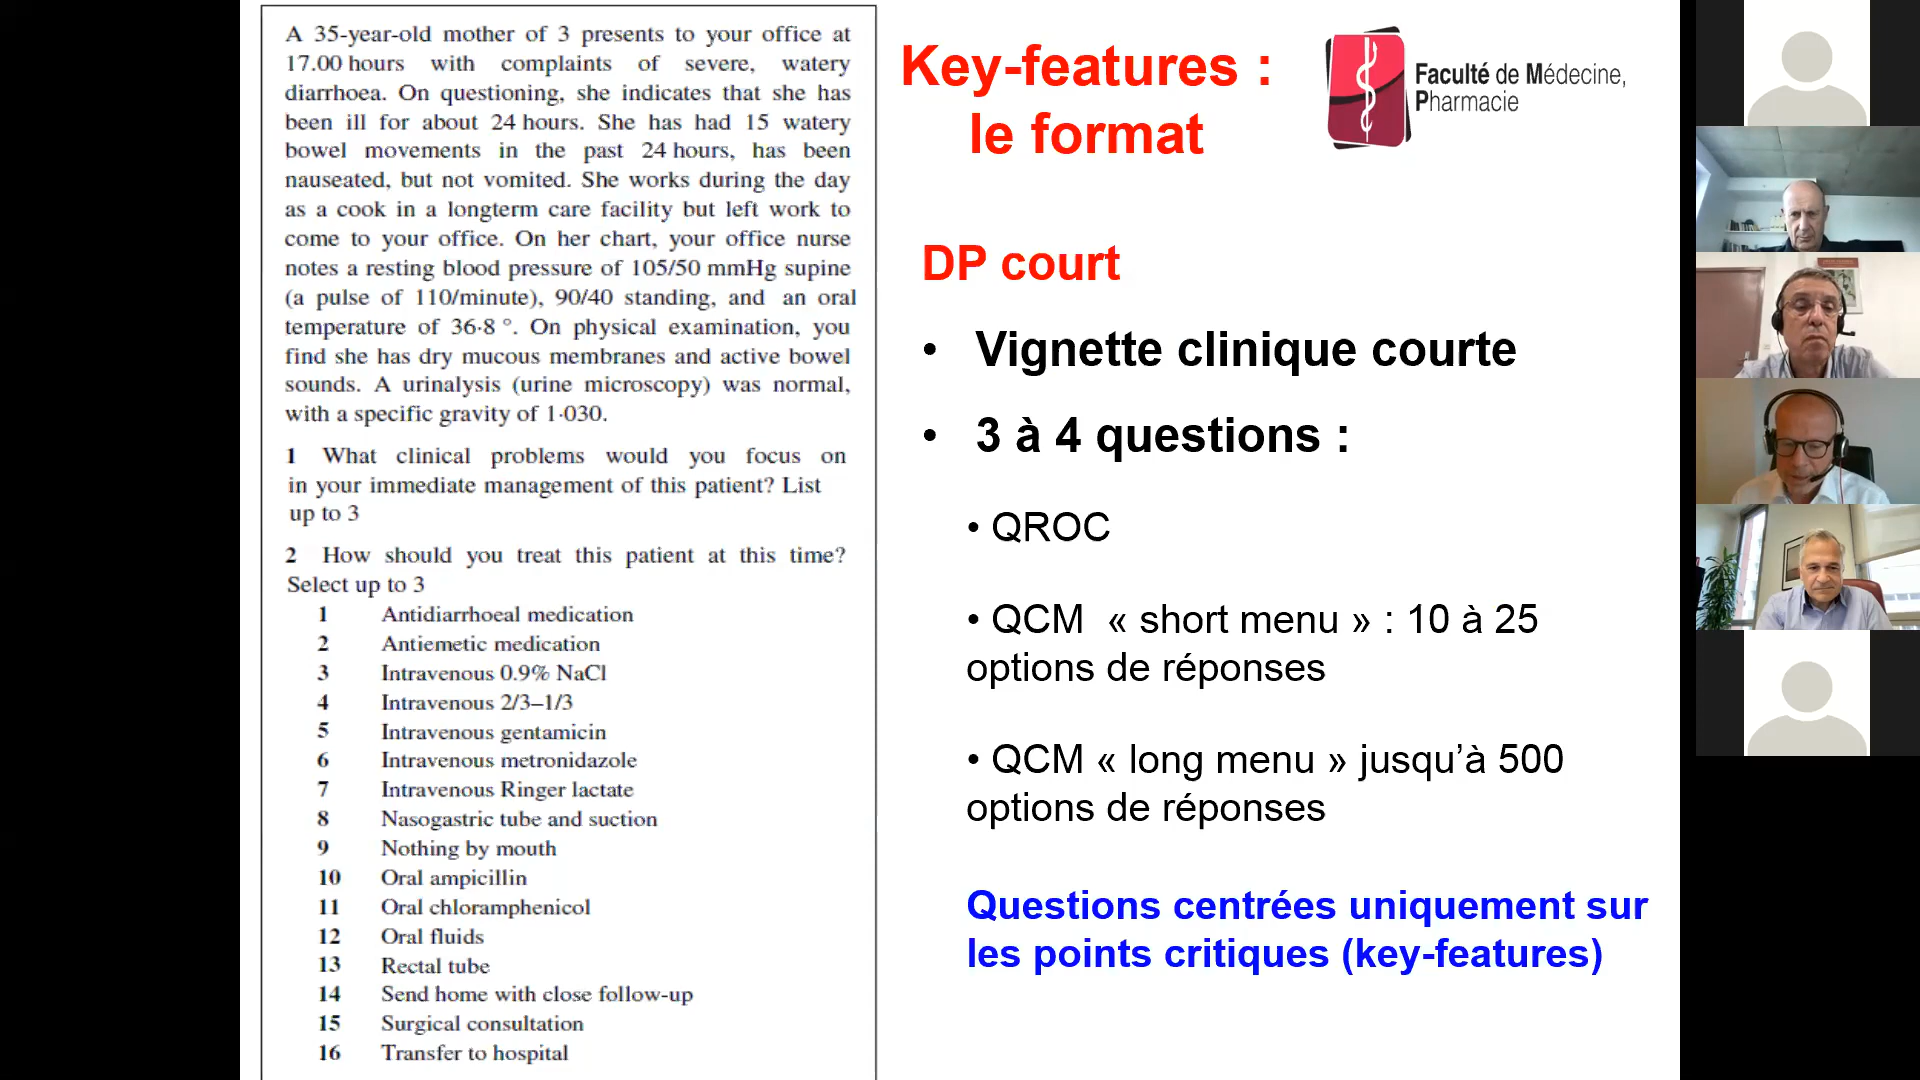 A 35-year-old mother of 3 presents to your office at
17.00 hours with complaints of severe, watery
diarrhoea. On questioning, she indicates that she has
been ill for about 24 hours. She has had 15 watery
bowel movements in the past 24 hours, has been
nauseated, but not vomited. She works during the day
as a cook in a longterm care facility but left work to
come to your office. On her chart, your office nurse
notes a resting blood pressure of 105/50 mmHg supine
(a pulse of 110/minute), 90/40 standing, and an oral
temperature of 36·8 °. On physical examination, you
find she has dry mucous membranes and active bowel
sounds. A urinalysis (urine microscopy) was normal,
with a specific gravity of 1·030.
1 What clinical problems would you focus on
in your immediate management of this patient? List
up to 3
2 How should you treat this patient at this time?
Select up to 3
1 Antidiarrhoeal medication
2 Antiemetic medication
3 Intravenous 0.9% NaCl
4 Intravenous 2/3–1/3
5 Intravenous gentamicin
6 Intravenous metronidazole
7 Intravenous Ringer lactate
8 Nasogastric tube and suction
9 Nothing by mouth
10 Oral ampicillin
11 Oral chloramphenicol
12 Oral fluids
13 Rectal tube
14 Send home with close follow-up
15 Surgical consultation
16 Transfer to hospital
Key-features :
le format
Faculté de Médecine,
Pharmacie
DP court
• Vignette clinique courte
• 3 à 4 questions :
• QROC
• QCM « short menu » : 10 à 25
options de réponses
• QCM « long menu » jusqu’à 500
options de réponses
Questions centrées uniquement sur
les points critiques (key-features)